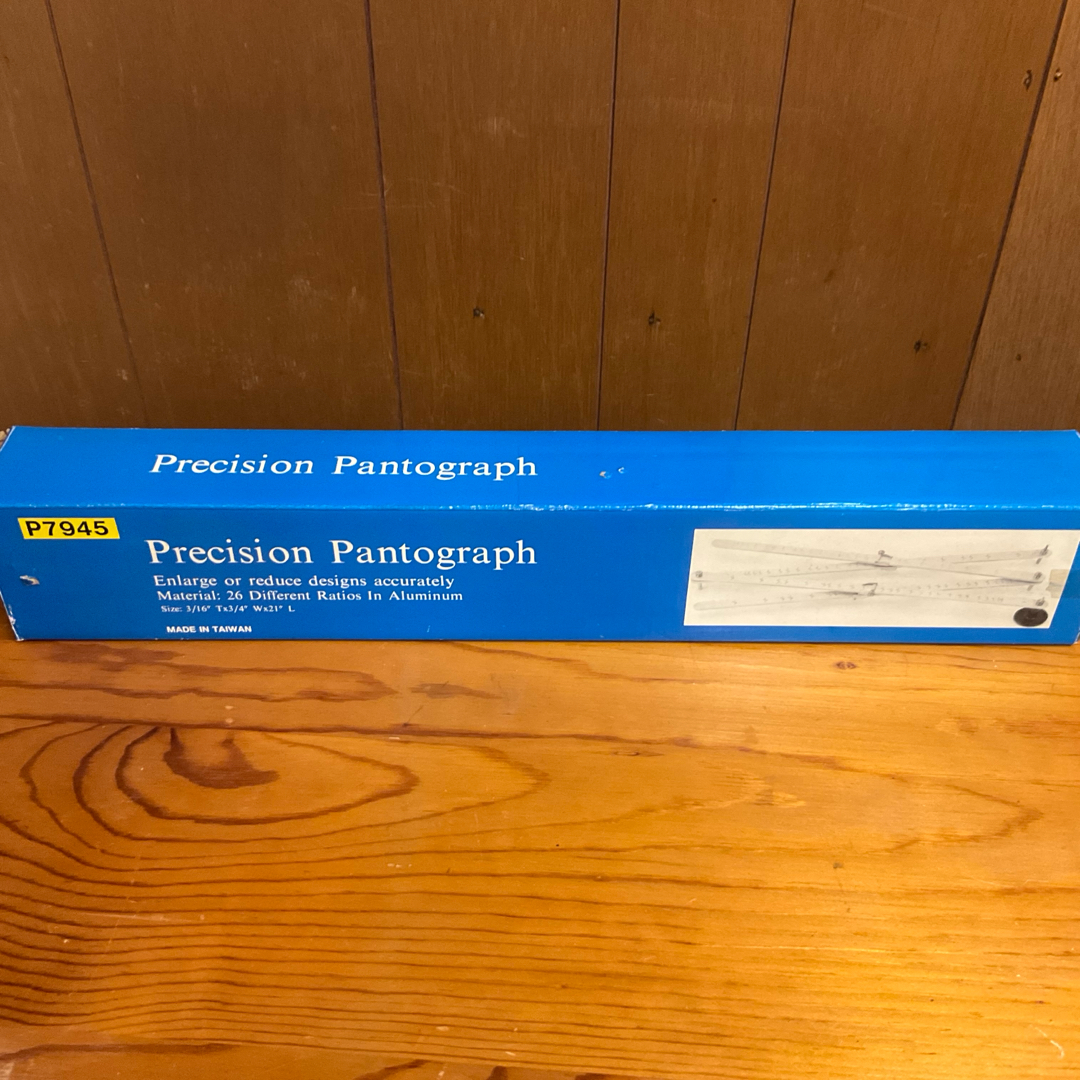 Precision Pantograph
P7945
Precision Pantograph
Enlarge or reduce designs accurately
Material: 26 Different Ratios In Aluminum
Size: 3/16" Tx3/4" Wx21" L
MADE IN TAIWAN